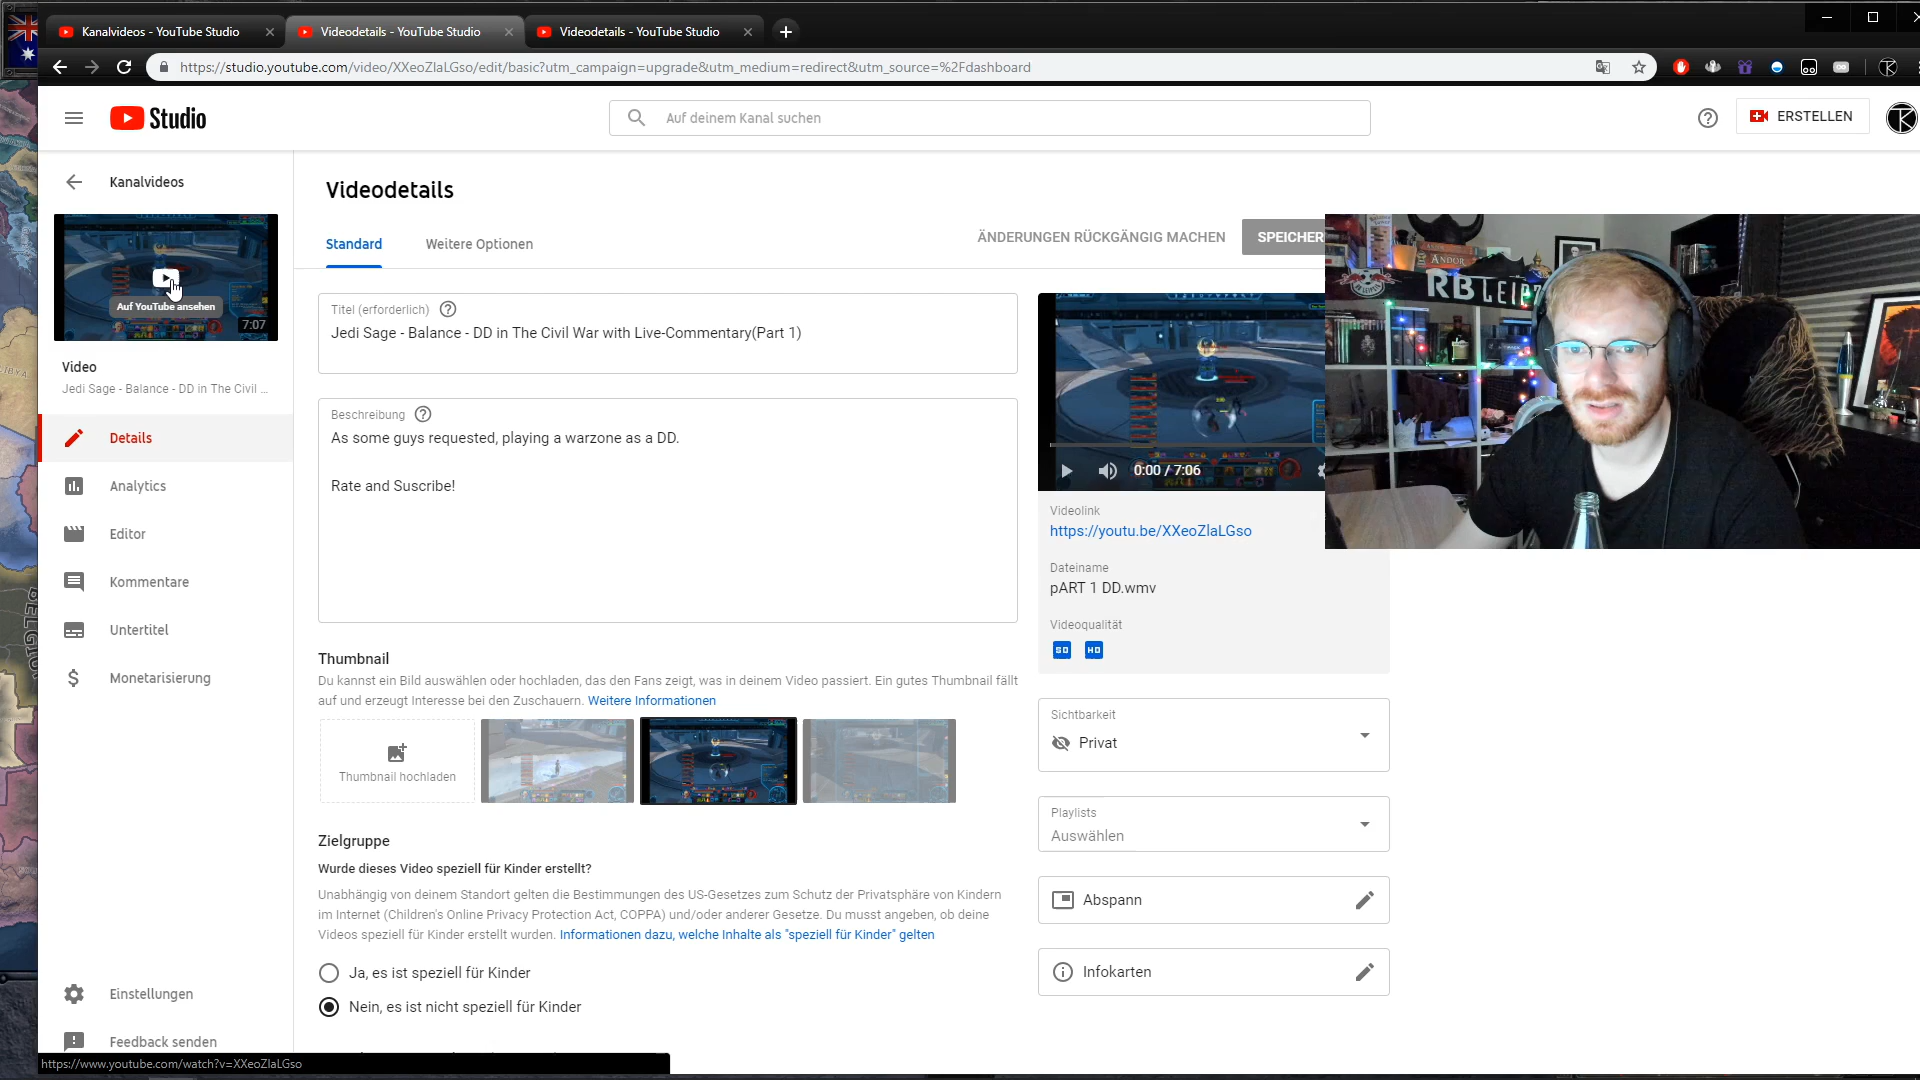 Kanalvideos - YouTube Studio
Videodetails - YouTube Studio
Videodetails - YouTube Studio
https://studio.youtube.com/video/XXeoZlaLGso/edit/basic?utm_campaign=upgrade&utm_medium=redirect&utm_source=%2Fdashboard
Studio
Auf deinem Kanal suchen
ERSTELLEN
Kanalvideos
Auf YouTube ansehen
7:07
Video
Jedi Sage - Balance - DD in The Civil ...
Details
Analytics
Editor
Kommentare
Untertitel
Monetarisierung
Einstellungen
Feedback senden
https://www.youtube.com/watch?v=XXeoZlaLGso
Videodetails
Standard
Weitere Optionen
ÄNDERUNGEN RÜCKGÄNGIG MACHEN
SPEICHER
Titel (erforderlich)
Jedi Sage - Balance - DD in The Civil War with Live-Commentary(Part 1)
Beschreibung
As some guys requested, playing a warzone as a DD.
Rate and Suscribe!
Thumbnail
Du kannst ein Bild auswählen oder hochladen, das den Fans zeigt, was in deinem Video passiert. Ein gutes Thumbnail fällt
auf und erzeugt Interesse bei den Zuschauern. Weitere Informationen
Thumbnail hochladen
Zielgruppe
Wurde dieses Video speziell für Kinder erstellt?
Unabhängig von deinem Standort gelten die Bestimmungen des US-Gesetzes zum Schutz der Privatsphäre von Kindern
im Internet (Children's Online Privacy Protection Act, COPPA) und/oder anderer Gesetze. Du musst angeben, ob deine
Videos speziell für Kinder erstellt wurden. Informationen dazu, welche Inhalte als "speziell für Kinder" gelten
Ja, es ist speziell für Kinder
Nein, es ist nicht speziell für Kinder
0:00 / 7:06
Videolink
https://youtu.be/XXeoZlaLGso
Dateiname
pART 1 DD.wmv
Videoqualität
SD HD
Sichtbarkeit
Privat
Playlists
Auswählen
Abspann
Infokarten
ANDOR
RB LEIPZ
BELGIO